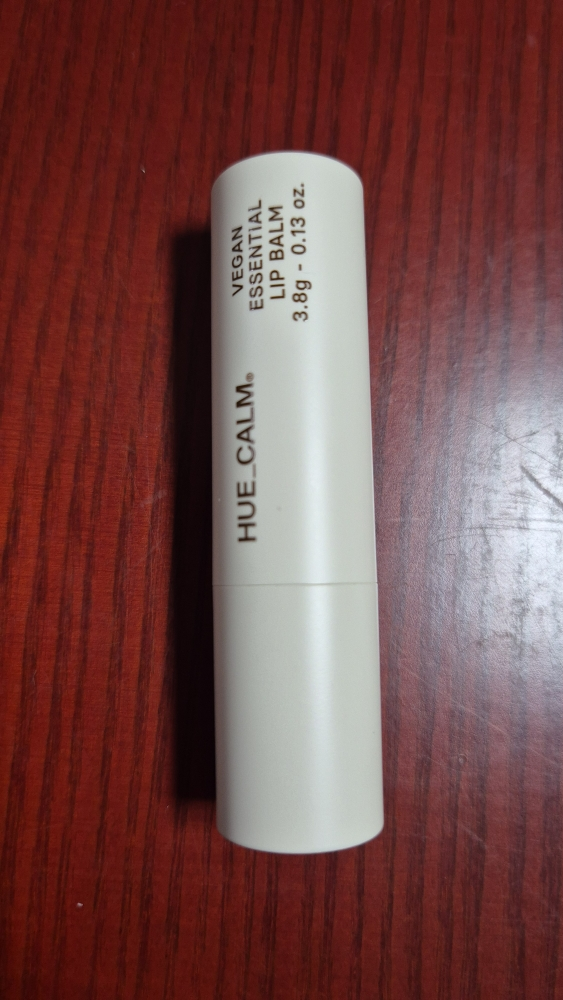 HUE_CALM®
VEGAN
ESSENTIAL
LIP BALM
3.8g - 0.13 oz.